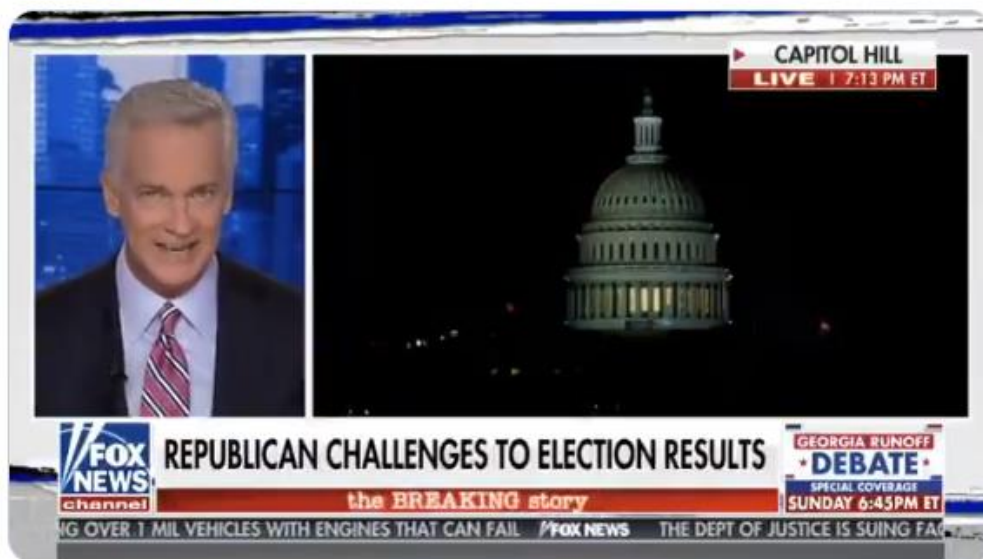 CAPITOL HILL
LIVE | 7:13 PM ET
FOX
NEWS
channel
REPUBLICAN CHALLENGES TO ELECTION RESULTS
the BREAKING story
GEORGIA RUNOFF
DEBATE
SPECIAL COVERAGE
SUNDAY 6:45PM ET
NG OVER 1 MIL VEHICLES WITH ENGINES THAT CAN FAIL FOX NEWS THE DEPT OF JUSTICE IS SUING FAC